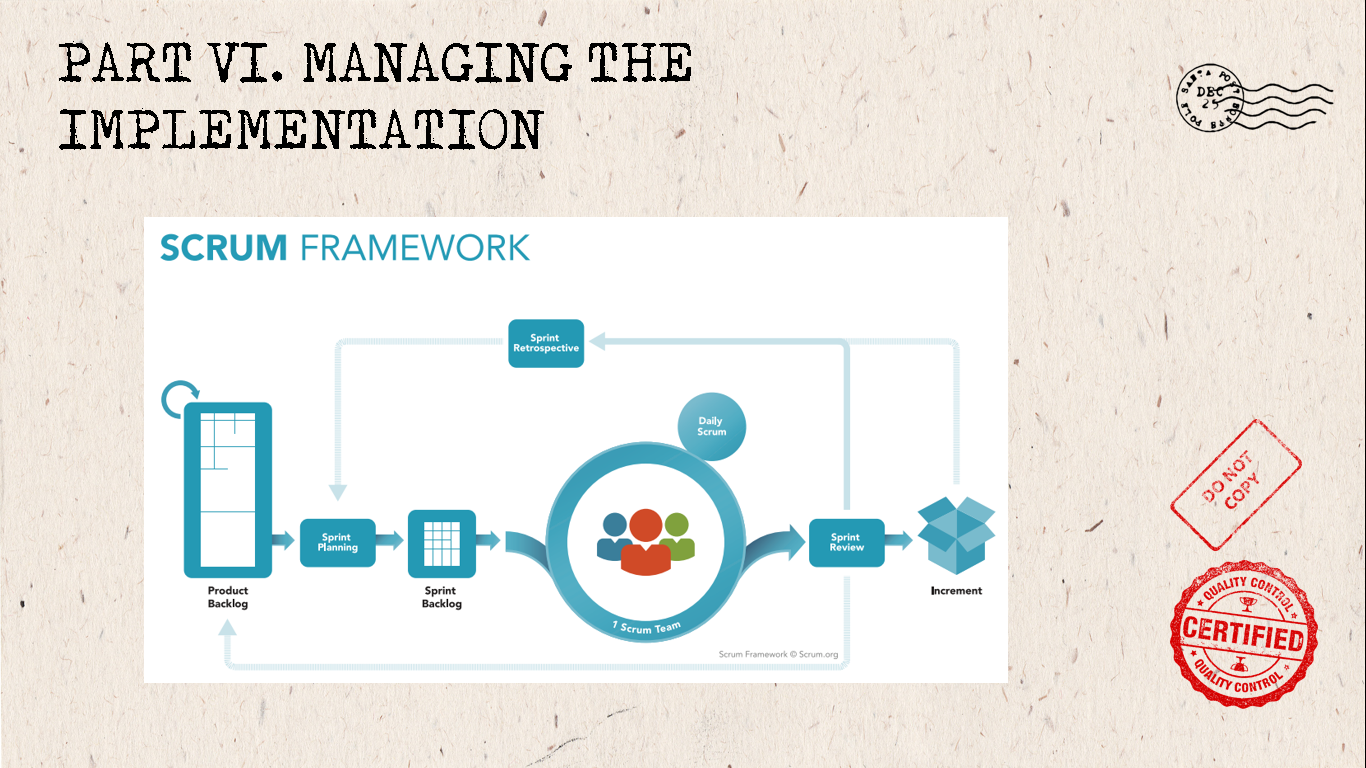 PART VI. MANAGING THE
IMPLEMENTATION
SANTA POST
DEC
25
NORTH POLE
SCRUM FRAMEWORK
Sprint
Retrospective
Daily
Scrum
Sprint
Planning
Sprint
Review
Product
Backlog
Sprint
Backlog
1 Scrum Team
Increment
Scrum Framework © Scrum.org
DO NOT
COPY
QUALITY CONTROL
CERTIFIED
QUALITY CONTROL